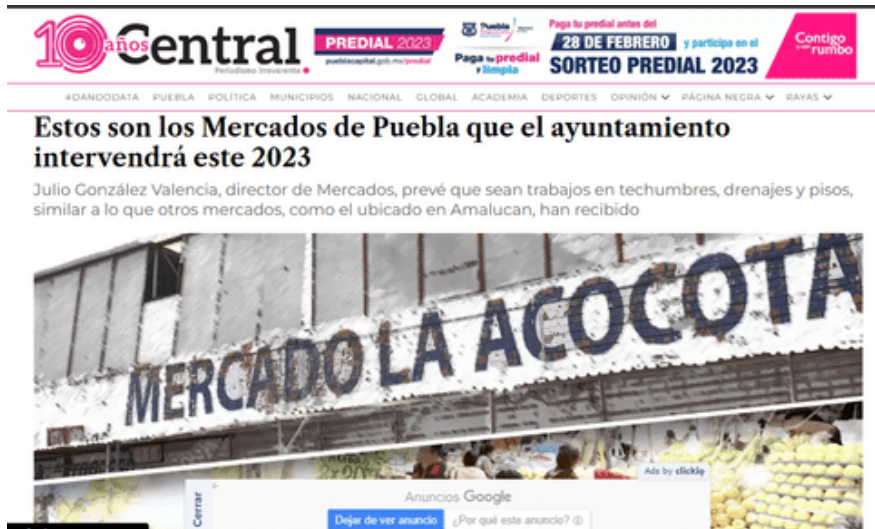 10 años Central
Periodismo irreverente.
PREDIAL 2023
pueblacapital.gob.mx/predial
Puebla
Paga tu predial
y limpia
Paga tu predial antes del
28 DE FEBRERO y participa en el
SORTEO PREDIAL 2023
Contigo
y con rumbo
#DANDODATA PUEBLA POLÍTICA MUNICIPIOS NACIONAL GLOBAL ACADEMIA DEPORTES OPINIÓN PÁGINA NEGRA RAYAS
Estos son los Mercados de Puebla que el ayuntamiento
intervendrá este 2023
Julio González Valencia, director de Mercados, prevé que sean trabajos en techumbres, drenajes y pisos,
similar a lo que otros mercados, como el ubicado en Amalucan, han recibido
MERCADO LA ACOCOTA
Ads by clickio
Cerrar
Anuncios Google
Dejar de ver anuncio ¿Por qué este anuncio?